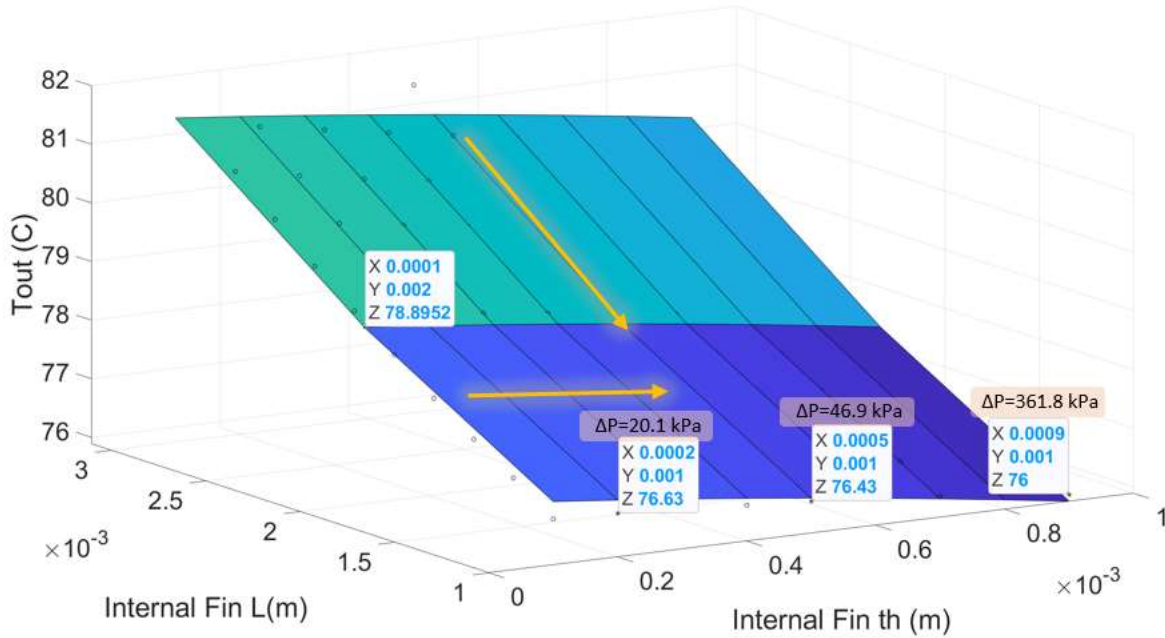 82
81
80
79
78
77
76
Tout (C)
X 0.0001
Y 0.002
Z 78.8952
ΔP=20.1 kPa
X 0.0002
Y 0.001
Z 76.63
ΔP=46.9 kPa
X 0.0005
Y 0.001
Z 76.43
ΔP=361.8 kPa
X 0.0009
Y 0.001
Z 76
3
2.5
2
1.5
1
×10⁻³
Internal Fin L(m)
0
0.2
0.4
0.6
0.8
1
×10⁻³
Internal Fin th (m)